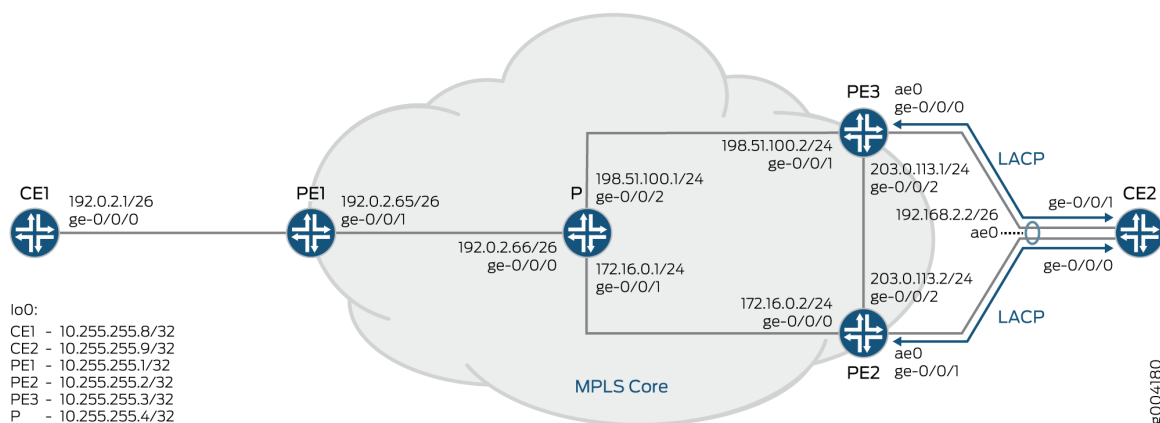 CE1
192.0.2.1/26
ge-0/0/0
PE1
192.0.2.65/26
ge-0/0/1
192.0.2.66/26
ge-0/0/0
P
198.51.100.1/24
ge-0/0/2
172.16.0.1/24
ge-0/0/1
PE3
ae0
ge-0/0/0
198.51.100.2/24
ge-0/0/1
203.0.113.1/24
ge-0/0/2
LACP
192.168.2.2/26
ae0
ge-0/0/1
CE2
ge-0/0/0
203.0.113.2/24
ge-0/0/2
172.16.0.2/24
ge-0/0/0
LACP
ae0
ge-0/0/1
PE2
MPLS Core
lo0:
CE1 - 10.255.255.8/32
CE2 - 10.255.255.9/32
PE1 - 10.255.255.1/32
PE2 - 10.255.255.2/32
PE3 - 10.255.255.3/32
P - 10.255.255.4/32
g004180